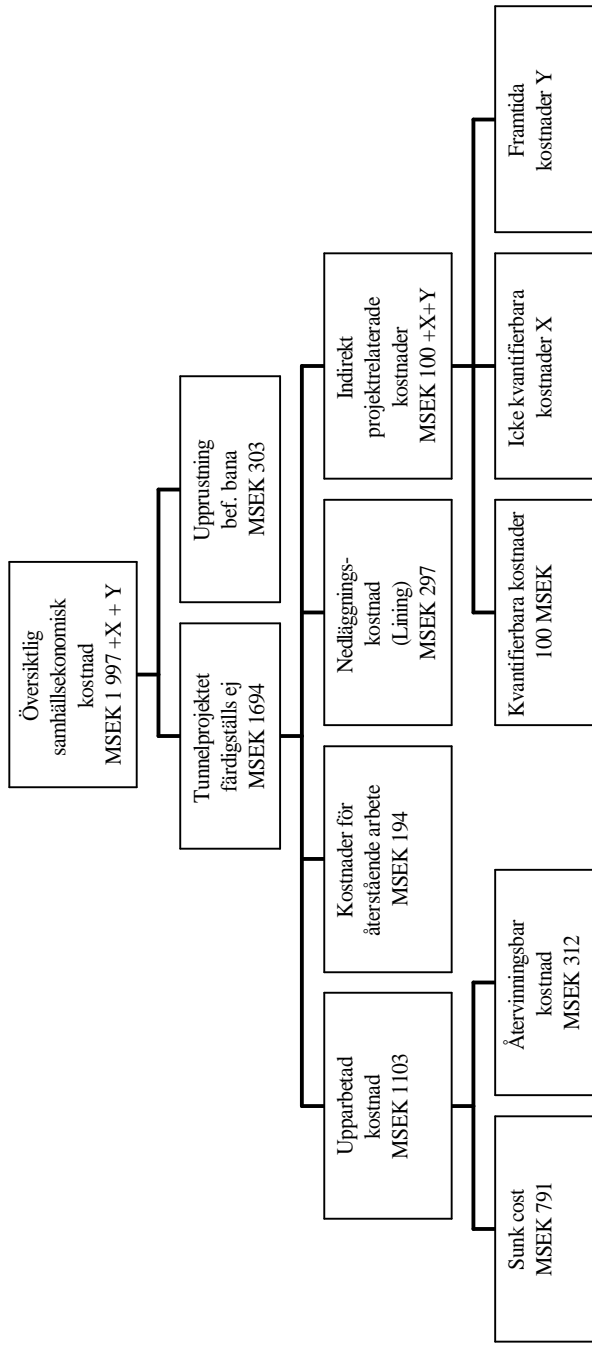 Översiktlig
samhällsekonomisk
kostnad
MSEK 1 997 +X + Y
Tunnelprojektet
färdigställs ej
MSEK 1694
Upprustning
bef. bana
MSEK 303
Upparbetad
kostnad
MSEK 1103
Kostnader för
återstående arbete
MSEK 194
Nedläggnings-
kostnad
(Lining)
MSEK 297
Indirekt
projektrelaterade
kostnader
MSEK 100 +X+Y
Sunk cost
MSEK 791
Återvinningsbar
kostnad
MSEK 312
Kvantifierbara kostnader
100 MSEK
Icke kvantifierbara
kostnader X
Framtida
kostnader Y